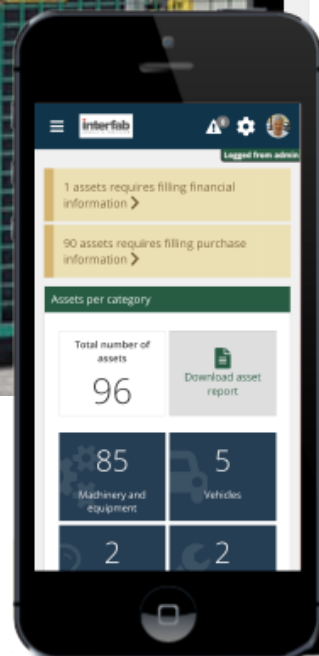 interfab
Logged from admin
1 assets requires filling financial
information
90 assets requires filling purchase
information
Assets per category
Total number of
assets
96
Download asset
report
85
Machinery and
equipment
5
Vehicles
2
2